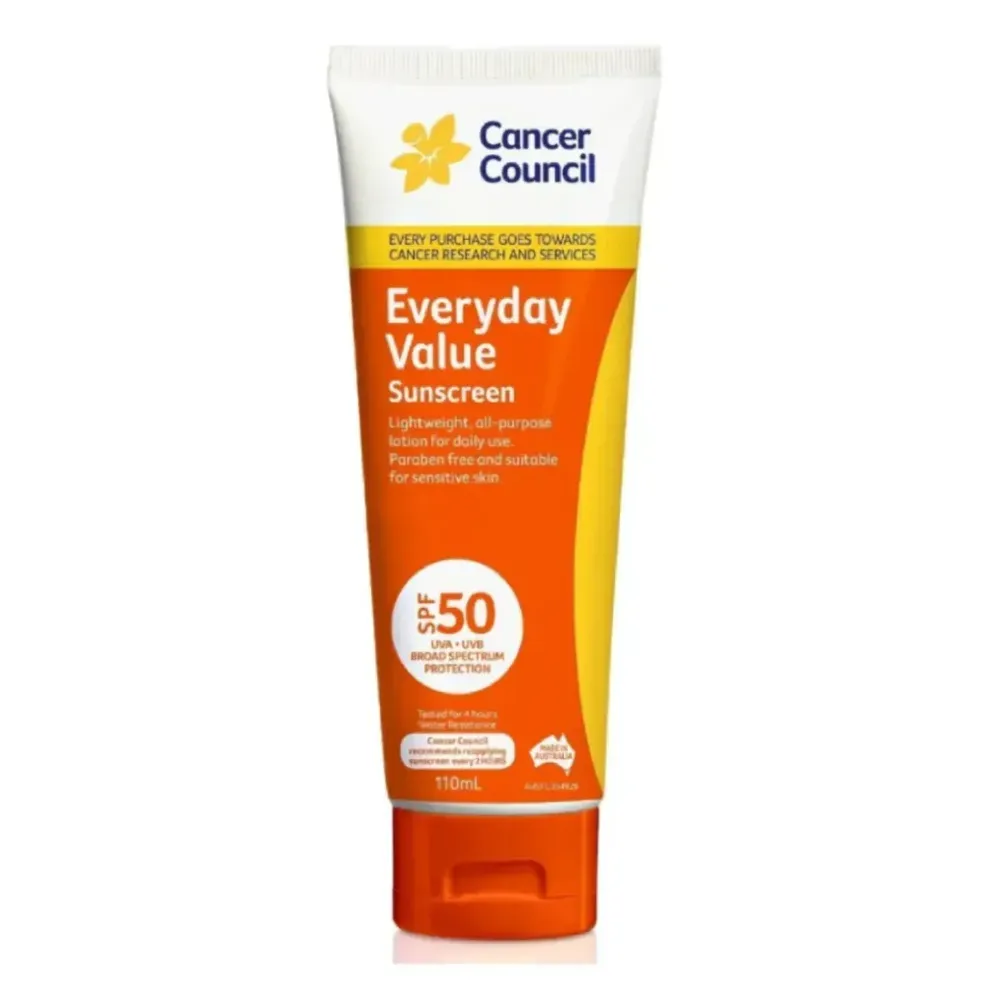 Cancer
Council
EVERY PURCHASE GOES TOWARDS
CANCER RESEARCH AND SERVICES
Everyday
Value
Sunscreen
Lightweight, all-purpose
lotion for daily use.
Paraben free and suitable
for sensitive skin
SPF 50
UVA • UVB
BROAD SPECTRUM
PROTECTION
Tested for 4 hours
Water Resistance
Cancer Council
recommends reapplying
sunscreen every 2 HOURS
110mL
MADE IN
AUSTRALIA